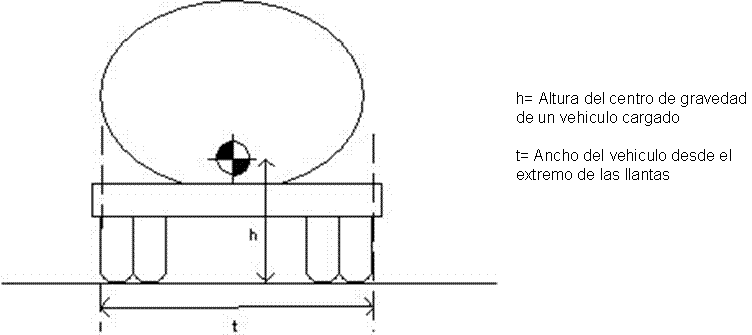 h= Altura del centro de gravedad
de un vehiculo cargado
t= Ancho del vehiculo desde el
extremo de las llantas
h
t